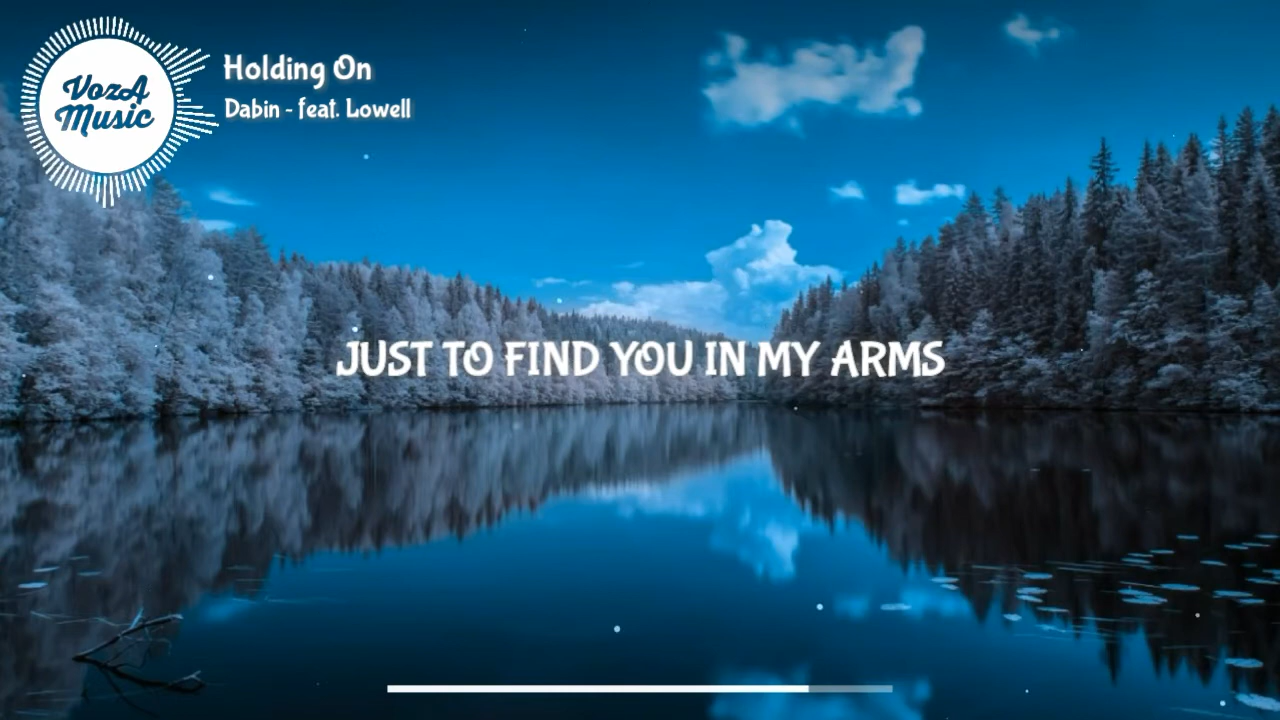 VozA
Music
Holding On
Dabin - feat. Lowell
JUST TO FIND YOU IN MY ARMS